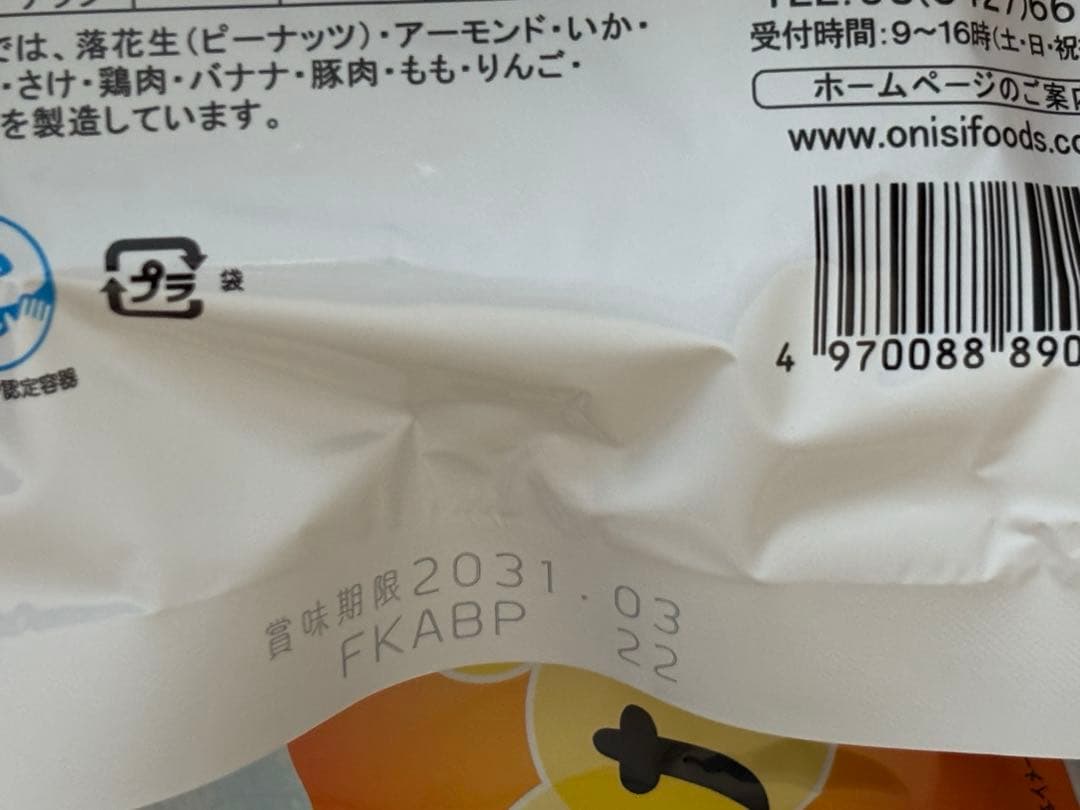 では、落花生(ピーナッツ)・アーモンド・いか・
・さけ・鶏肉・バナナ・豚肉・もも・りんご・
を製造しています。
受付時間:9～16時(土・日・祝
ホームページのご案内
www.onisifoods.co
プラ 袋
認定容器
4 970088 890
賞味期限2031.03
FKABP 22